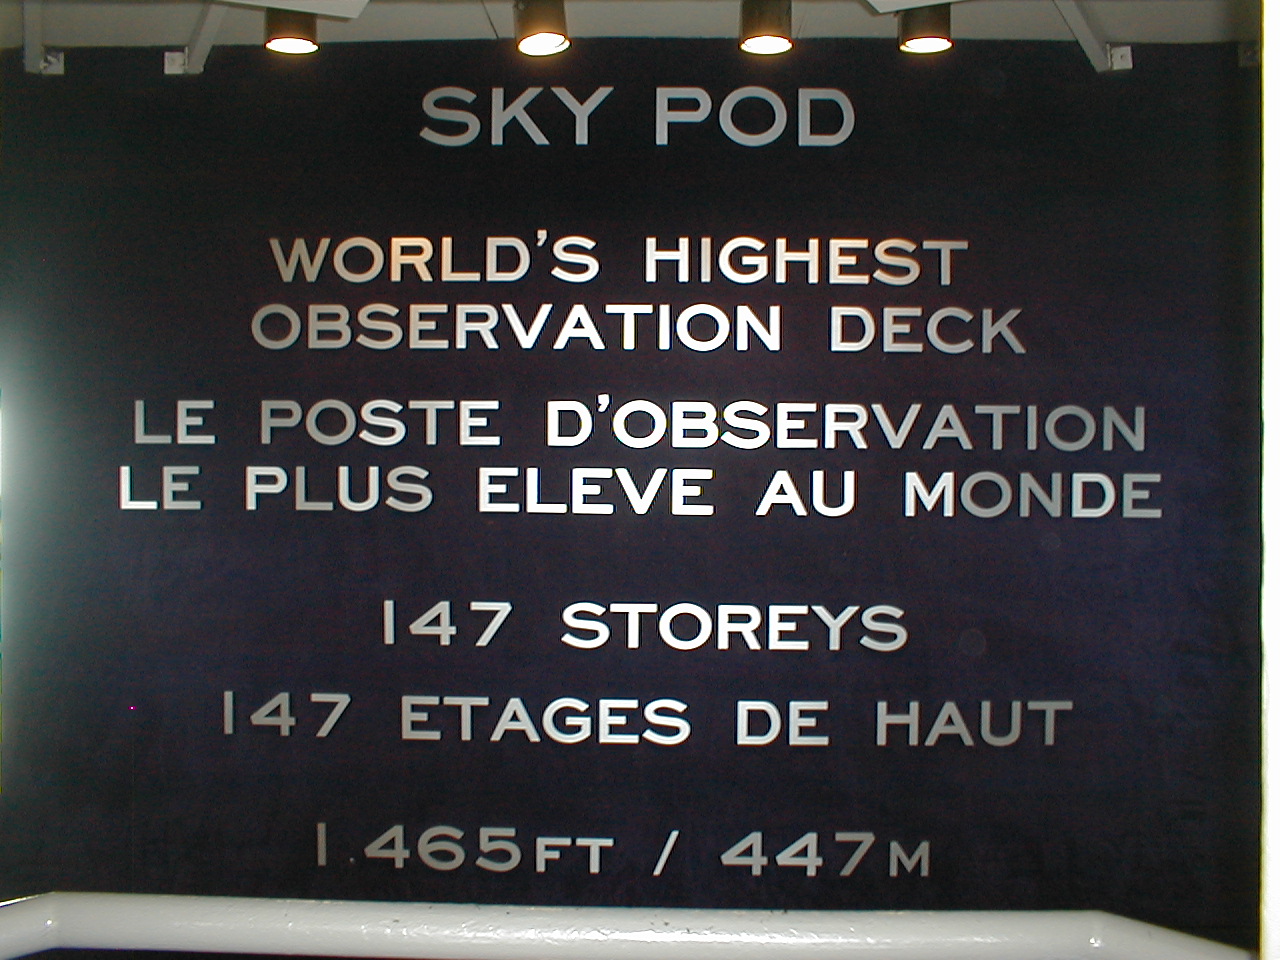 SKY POD
WORLD'S HIGHEST
OBSERVATION DECK
LE POSTE D'OBSERVATION
LE PLUS ELEVE AU MONDE
147 STOREYS
147 ETAGES DE HAUT
1.465FT / 447M